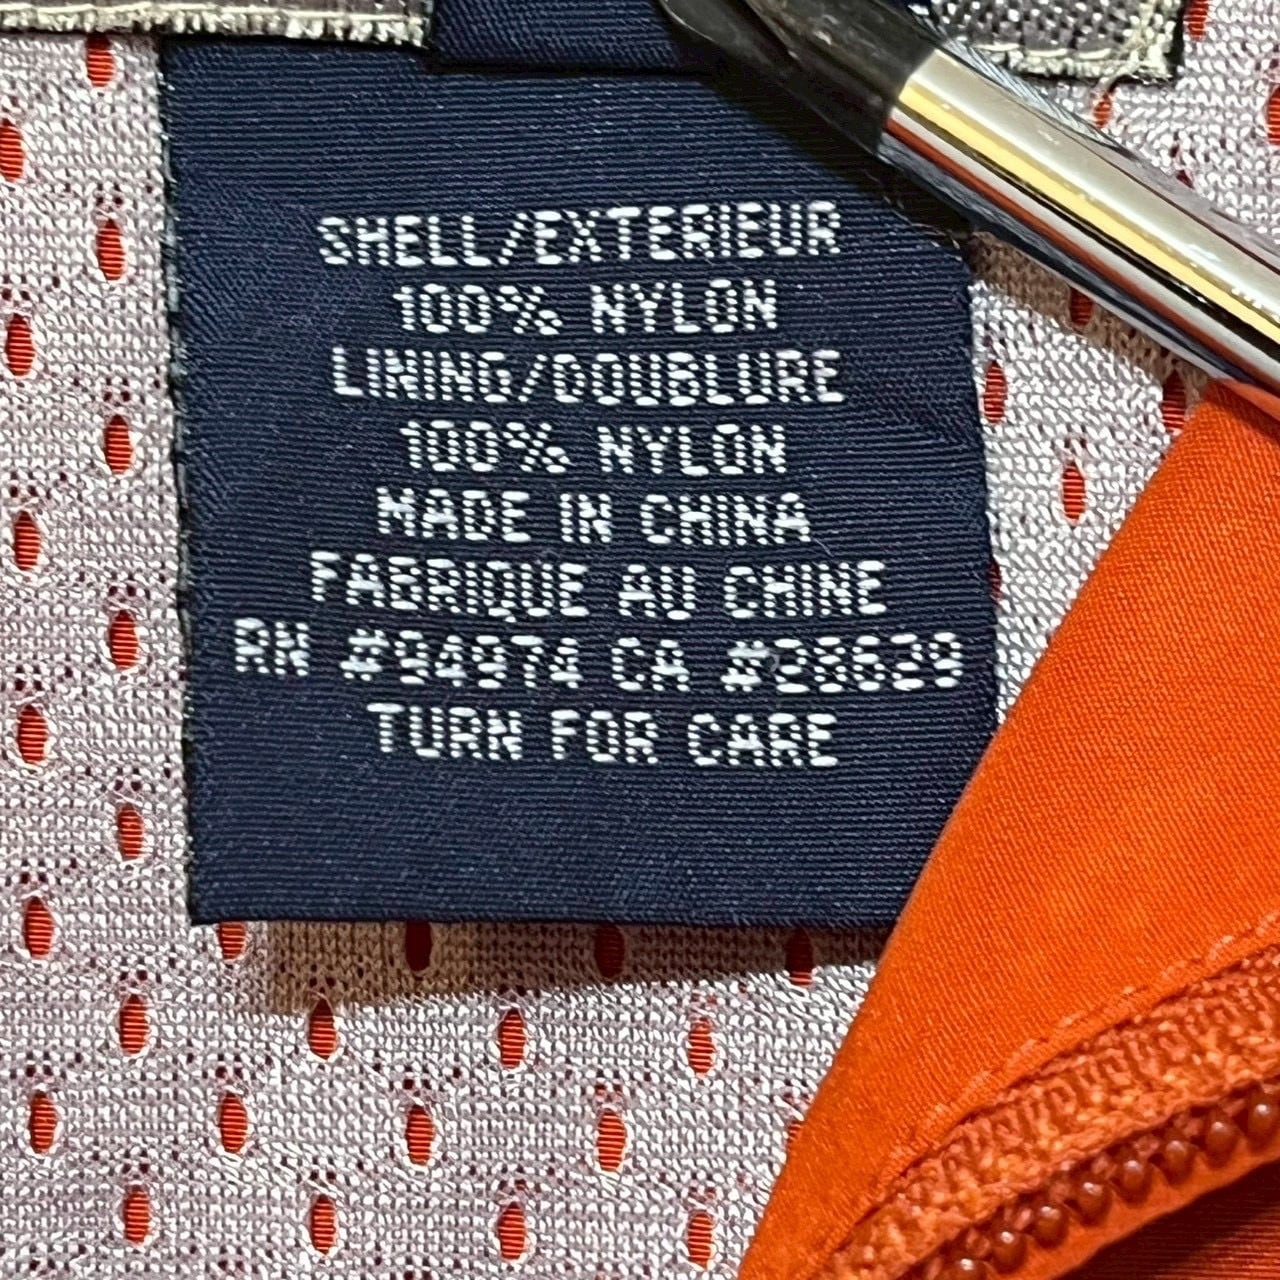 SHELL/EXTERIEUR
100% NYLON
LINING/DOUBLURE
100% NYLON
MADE IN CHINA
FABRIQUE AU CHINE
RN #94974 CA #28629
TURN FOR CARE